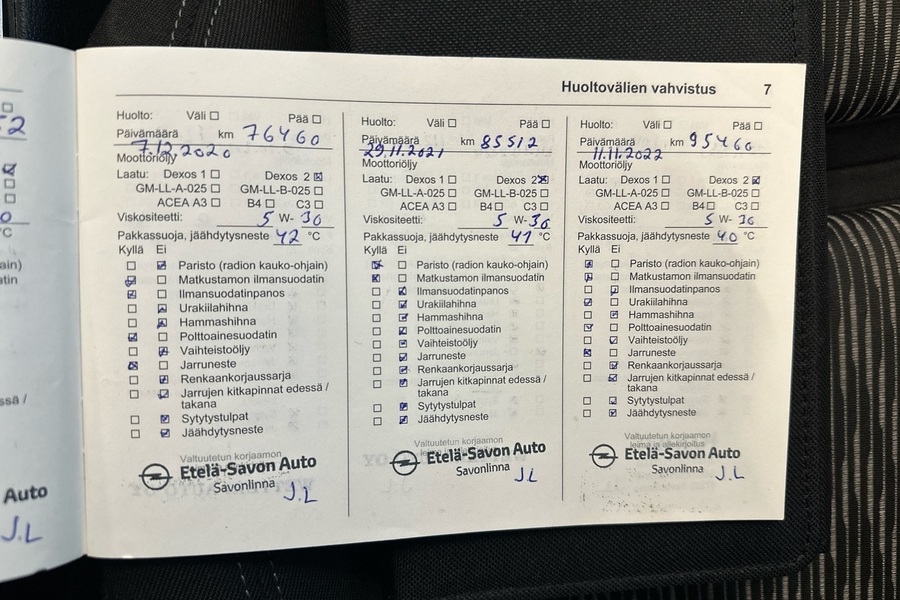 Huoltovälien vahvistus 7
Huolto: Väli Pää
Päivämäärä km 76460
7.12.2020
Moottoriöljy
Laatu: Dexos 1 Dexos 2
GM-LL-A-025 GM-LL-B-025
ACEA A3 B4 C3
Viskositeetti: 5 W- 30
Pakkassuoja, jäähdytysneste 42 °C
Kyllä Ei
Paristo (radion kauko-ohjain)
Matkustamon ilmansuodatin
Ilmansuodatinpanos
Urakiilahihna
Hammashihna
Polttoainesuodatin
Vaihteistoöljy
Jarruneste
Renkaankorjaussarja
Jarrujen kitkapinnat edessä /
takana
Sytytystulpat
Jäähdytysneste
Valtuutetun korjaamon
Etelä-Savon Auto
Savonlinna
J.L
Huolto: Väli Pää
Päivämäärä km 85512
29.11.2021
Moottoriöljy
Laatu: Dexos 1 Dexos 2
GM-LL-A-025 GM-LL-B-025
ACEA A3 B4 C3
Viskositeetti: 5 W- 30
Pakkassuoja, jäähdytysneste 41 °C
Kyllä Ei
Paristo (radion kauko-ohjain)
Matkustamon ilmansuodatin
Ilmansuodatinpanos
Urakiilahihna
Hammashihna
Polttoainesuodatin
Vaihteistoöljy
Jarruneste
Renkaankorjaussarja
Jarrujen kitkapinnat edessä /
takana
Sytytystulpat
Jäähdytysneste
Valtuutetun korjaamon
Etelä-Savon Auto
Savonlinna
J.L
Huolto: Väli Pää
Päivämäärä km 95460
11.11.2022
Moottoriöljy
Laatu: Dexos 1 Dexos 2
GM-LL-A-025 GM-LL-B-025
ACEA A3 B4 C3
Viskositeetti: 5 W- 30
Pakkassuoja, jäähdytysneste 40 °C
Kyllä Ei
Paristo (radion kauko-ohjain)
Matkustamon ilmansuodatin
Ilmansuodatinpanos
Urakiilahihna
Hammashihna
Polttoainesuodatin
Vaihteistoöljy
Jarruneste
Renkaankorjaussarja
Jarrujen kitkapinnat edessä /
takana
Sytytystulpat
Jäähdytysneste
Valtuutetun korjaamon
leima ja allekirjoitus
Etelä-Savon Auto
Savonlinna
J.L
Auto
J.L